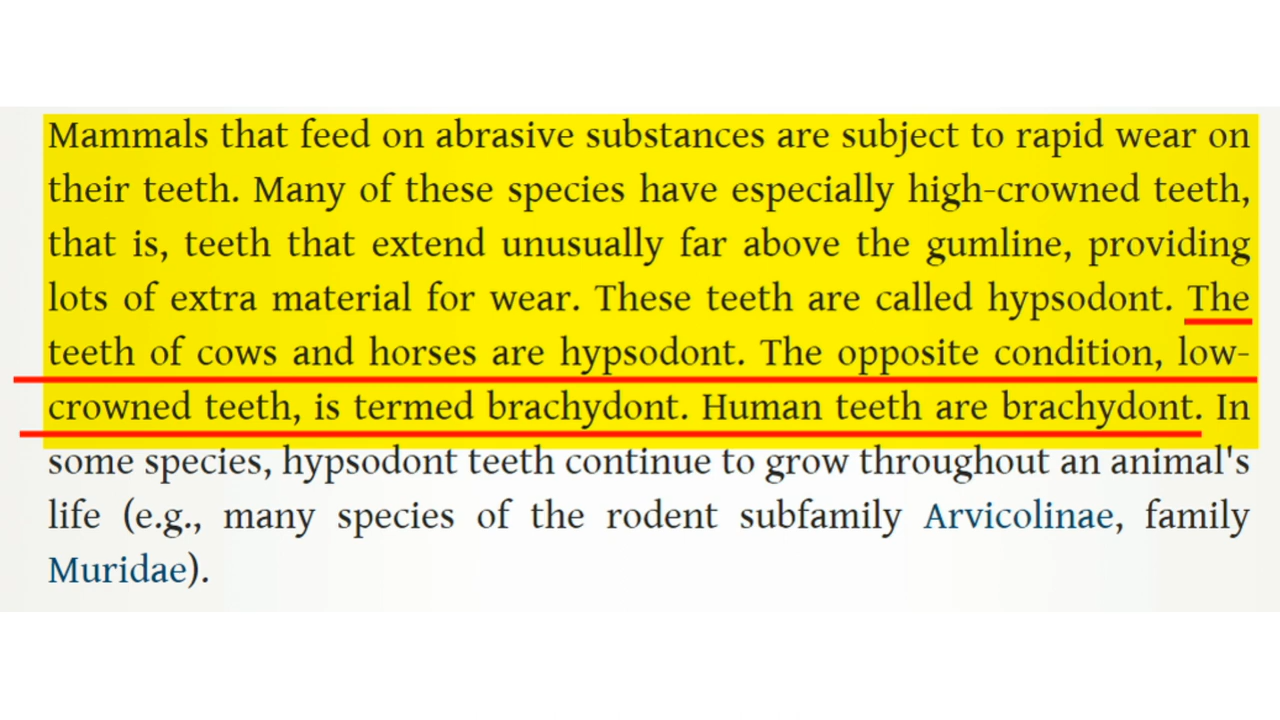 Mammals that feed on abrasive substances are subject to rapid wear on
their teeth. Many of these species have especially high-crowned teeth,
that is, teeth that extend unusually far above the gumline, providing
lots of extra material for wear. These teeth are called hypsodont. The
teeth of cows and horses are hypsodont. The opposite condition, low-
crowned teeth, is termed brachydont. Human teeth are brachydont. In
some species, hypsodont teeth continue to grow throughout an animal's
life (e.g., many species of the rodent subfamily Arvicolinae, family
Muridae).